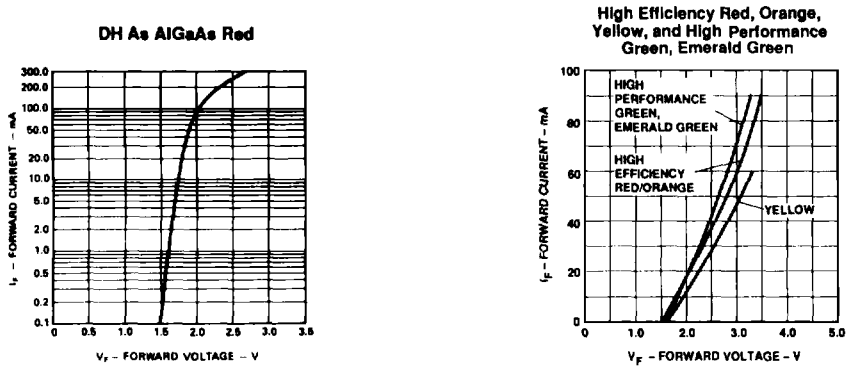 DH As AlGaAs Red
300.0
200.0
100.0
50.0
20.0
10.0
5.0
2.0
1.0
0.5
0.2
0.1
0 0.5 1.0 1.5 2.0 2.5 3.0 3.5
IF – FORWARD CURRENT – mA
VF – FORWARD VOLTAGE – V
High Efficiency Red, Orange,
Yellow, and High Performance
Green, Emerald Green
100
80
60
40
20
0
0 1.0 2.0 3.0 4.0 5.0
IF – FORWARD CURRENT – mA
HIGH
PERFORMANCE
GREEN,
EMERALD GREEN
HIGH
EFFICIENCY
RED/ORANGE
YELLOW
VF – FORWARD VOLTAGE – V